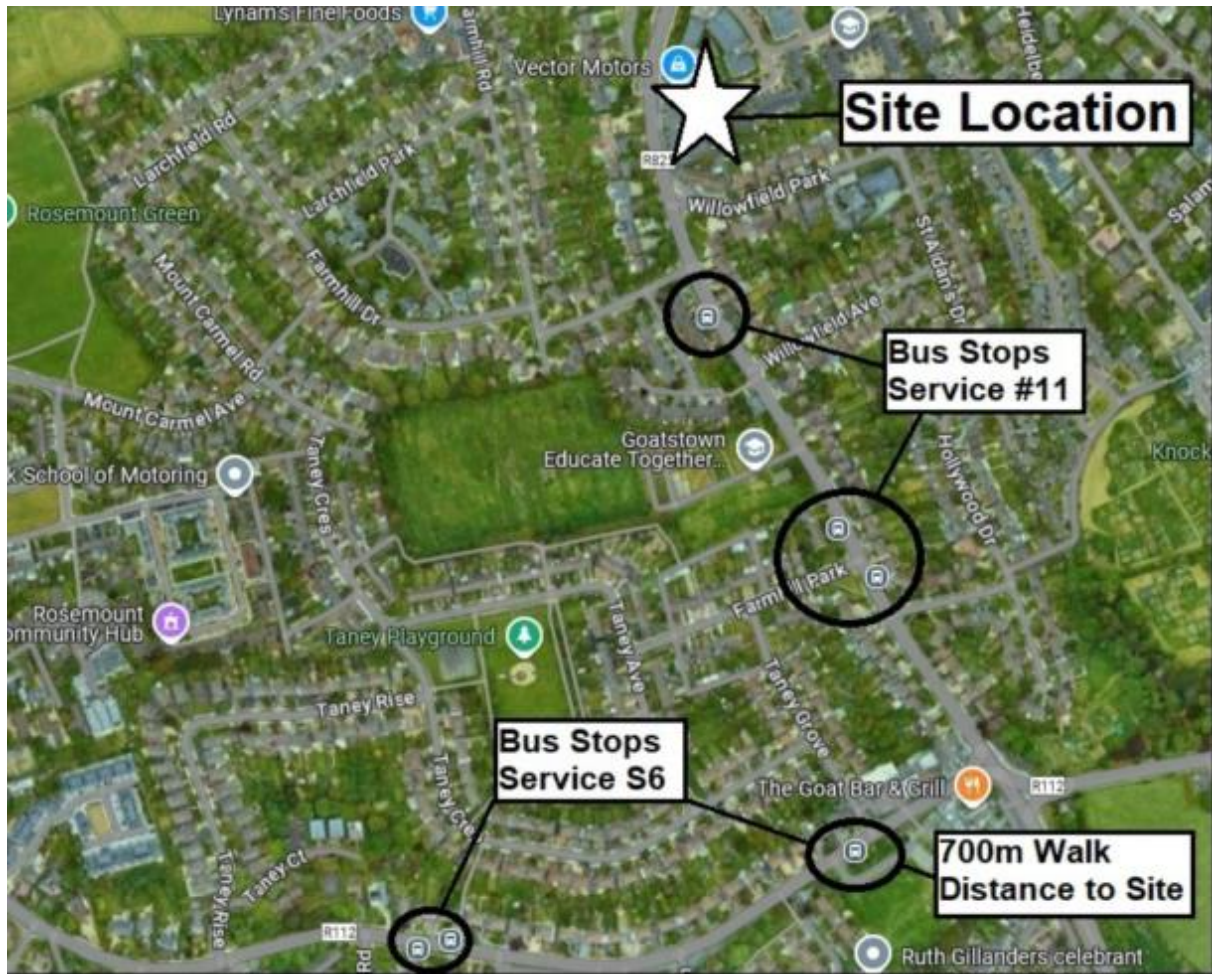 Lynam's Fine Foods
Farmhill Rd
Vector Motors
Site Location
Larchfield Rd
Larchfield Park
R825
Willowfield Park
Rosemount Green
St Aidan's Dr
Mount Carmel Rd
Farmhill Dr
Willowfield Ave
Bus Stops
Service #11
Mount Carmel Ave
Goatstown
Educate Together...
Taney Cres
k School of Motoring
Hollywood Dr
Knock
Farmhill Park
Rosemount
ommunity Hub
Taney Playground
Taney Ave
Taney Rise
Taney Grove
Bus Stops
Service S6
The Goat Bar & Grill
R112
Taney Cre
700m Walk
Distance to Site
Taney Rise
Taney Ct
R112
Rd
Ruth Gillanders celebrant